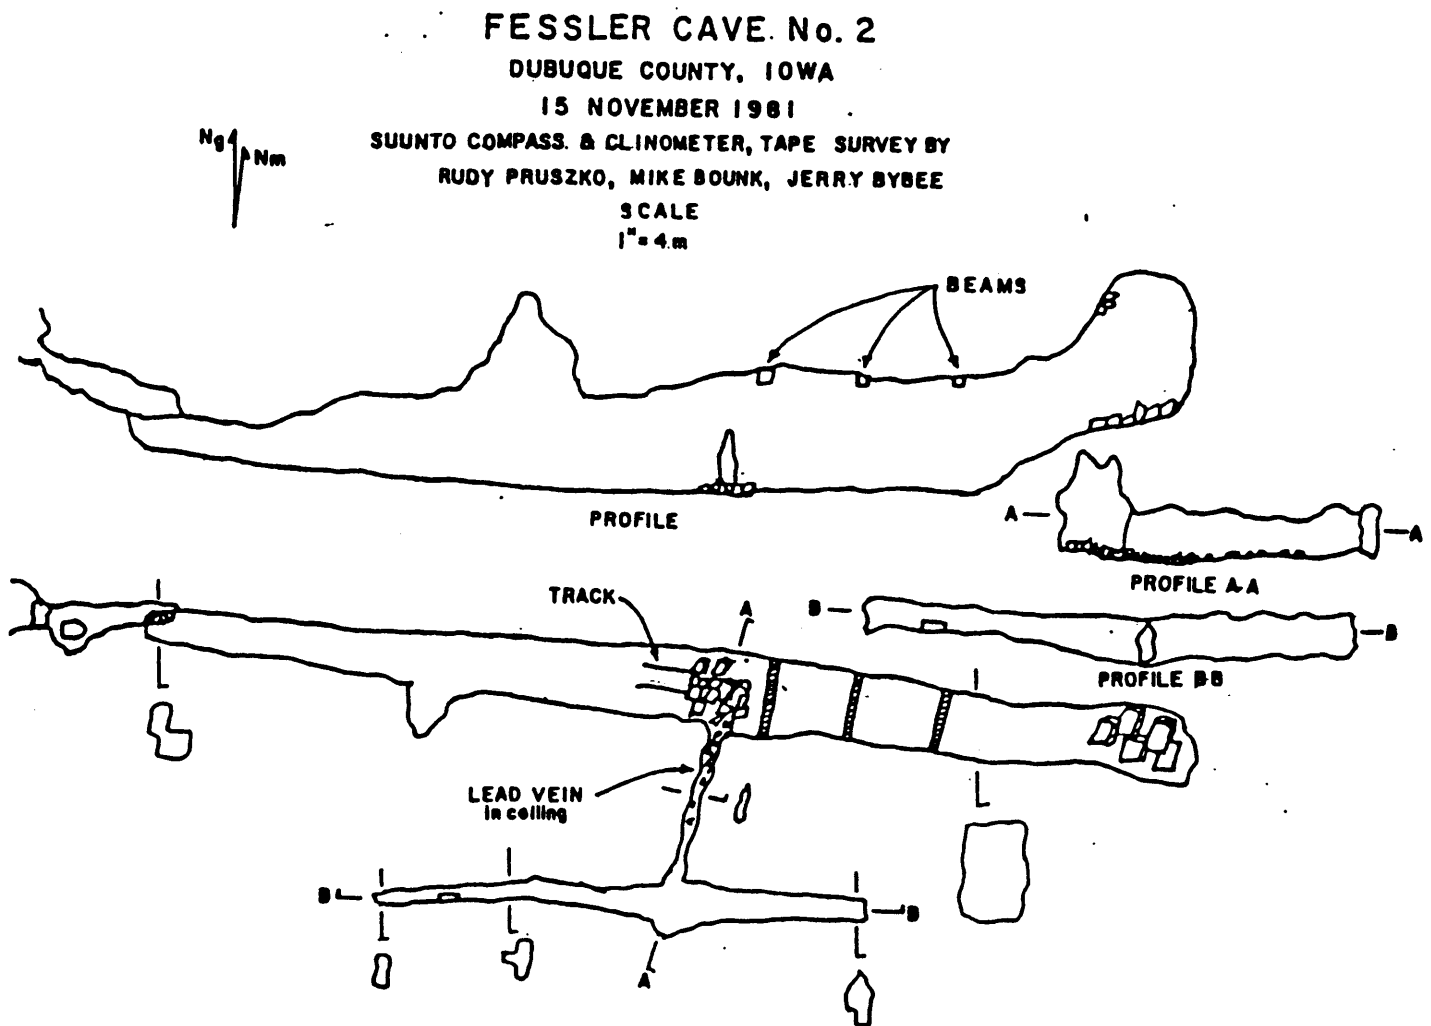 FESSLER CAVE No. 2
DUBUQUE COUNTY, IOWA
15 NOVEMBER 1981
SUUNTO COMPASS & CLINOMETER, TAPE SURVEY BY
RUDY PRUSZKO, MIKE BOUNK, JERRY BYBEE
SCALE
1" = 4 m
Ng
Nm
BEAMS
PROFILE
A
A
PROFILE A-A
TRACK
A
B
B
PROFILE B-B
LEAD VEIN
in ceiling
B
B
A